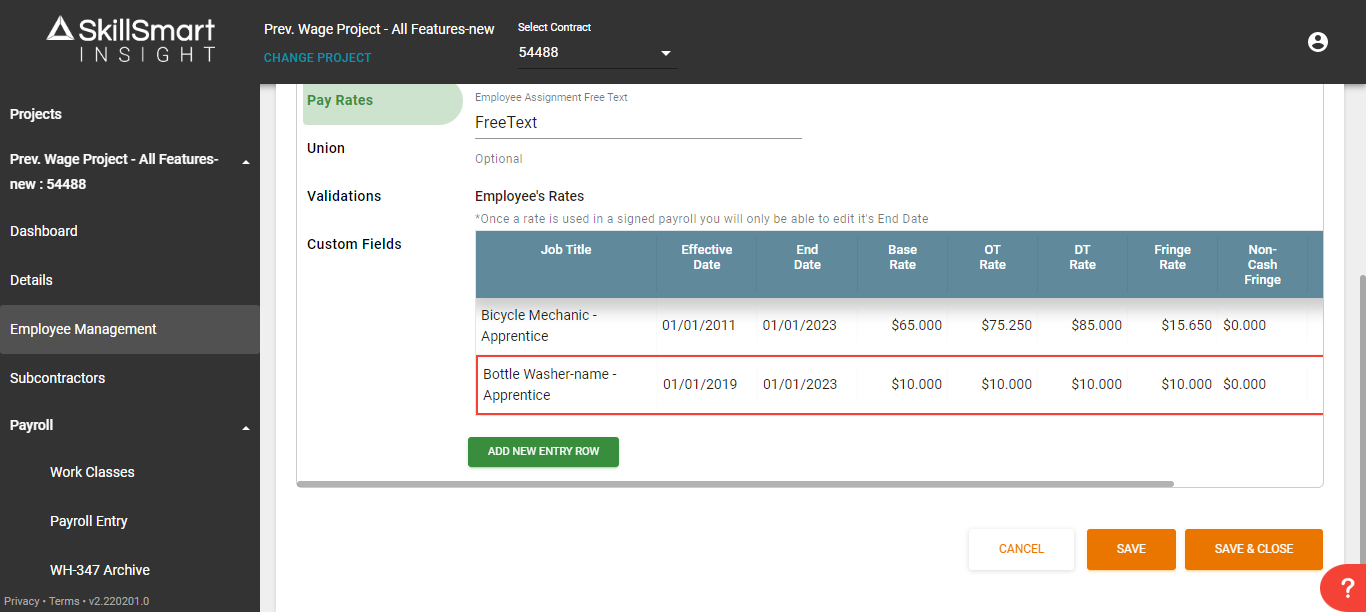 SkillSmart
INSIGHT
Prev. Wage Project - All Features-new
CHANGE PROJECT
Select Contract
54488
Projects
Prev. Wage Project - All Features-
new : 54488
Dashboard
Details
Employee Management
Subcontractors
Payroll
Work Classes
Payroll Entry
WH-347 Archive
Privacy • Terms • v2.220201.0
Pay Rates
Union
Validations
Custom Fields
Employee Assignment Free Text
FreeText
Optional
Employee's Rates
*Once a rate is used in a signed payroll you will only be able to edit it's End Date
Job Title Effective Date End Date Base Rate OT Rate DT Rate Fringe Rate Non-Cash Fringe
Bicycle Mechanic -
Apprentice 01/01/2011 01/01/2023 $65.000 $75.250 $85.000 $15.650 $0.000
Bottle Washer-name -
Apprentice 01/01/2019 01/01/2023 $10.000 $10.000 $10.000 $10.000 $0.000
ADD NEW ENTRY ROW
CANCEL SAVE SAVE & CLOSE
?